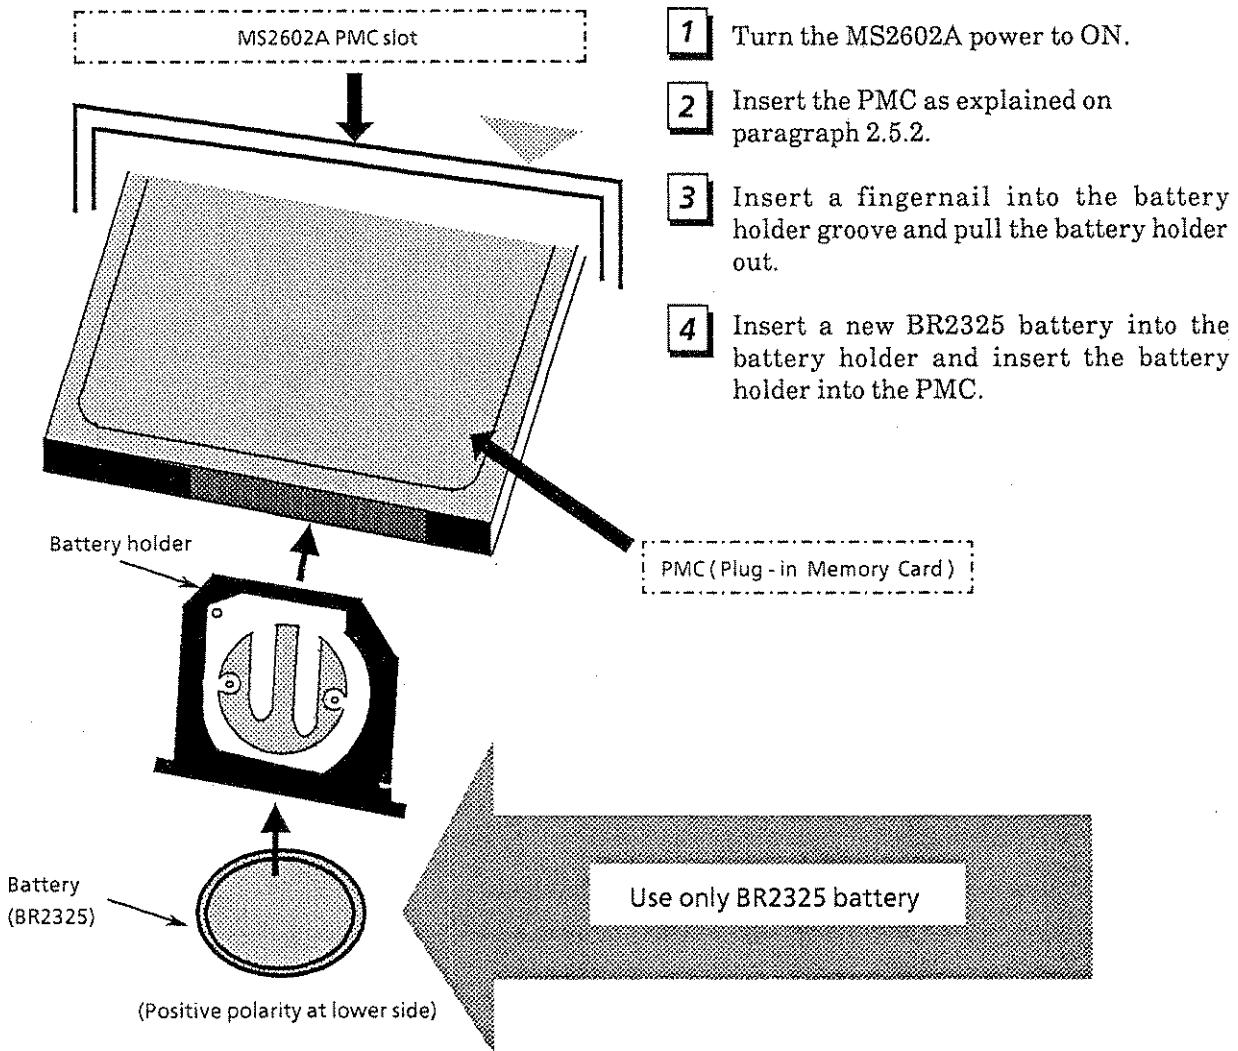 MS2602A PMC slot
1 Turn the MS2602A power to ON.
2 Insert the PMC as explained on
paragraph 2.5.2.
3 Insert a fingernail into the battery
holder groove and pull the battery holder
out.
4 Insert a new BR2325 battery into the
battery holder and insert the battery
holder into the PMC.
Battery holder
PMC ( Plug - in Memory Card )
Use only BR2325 battery
Battery
(BR2325)
(Positive polarity at lower side)